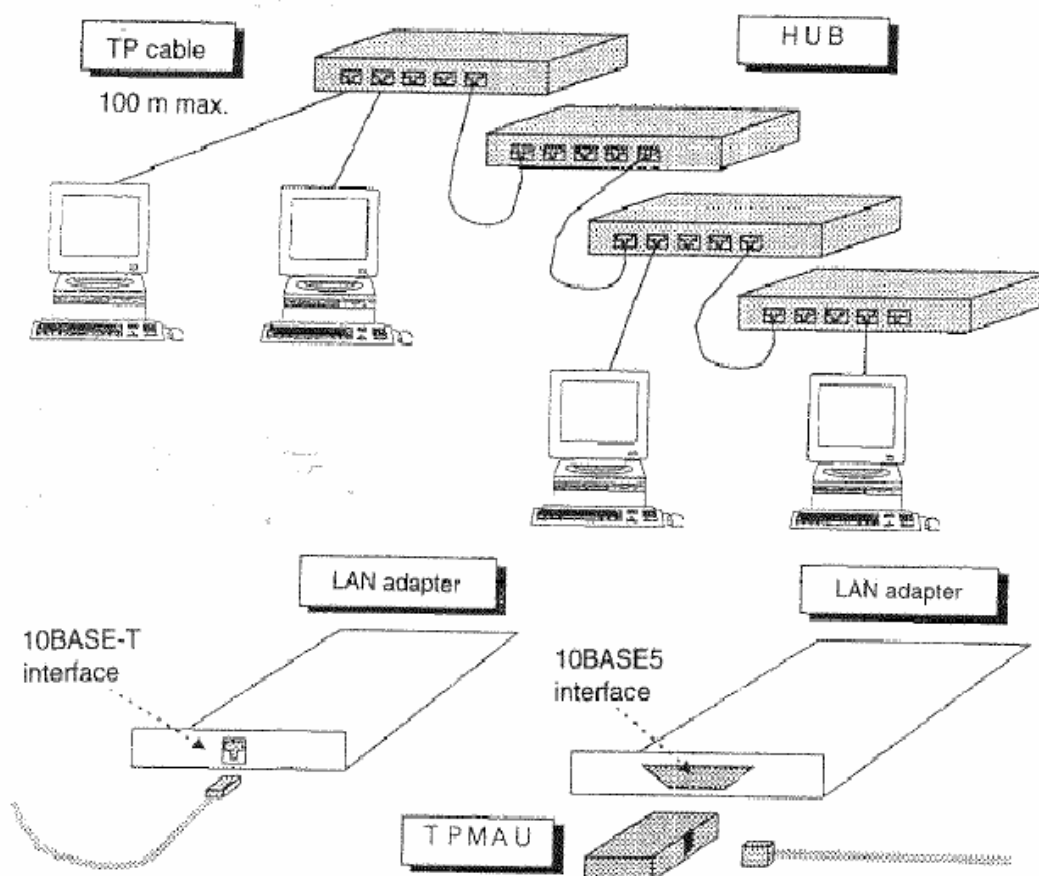 TP cable
HUB
100 m max.
LAN adapter
LAN adapter
10BASE-T
interface
10BASE5
interface
TPMAU